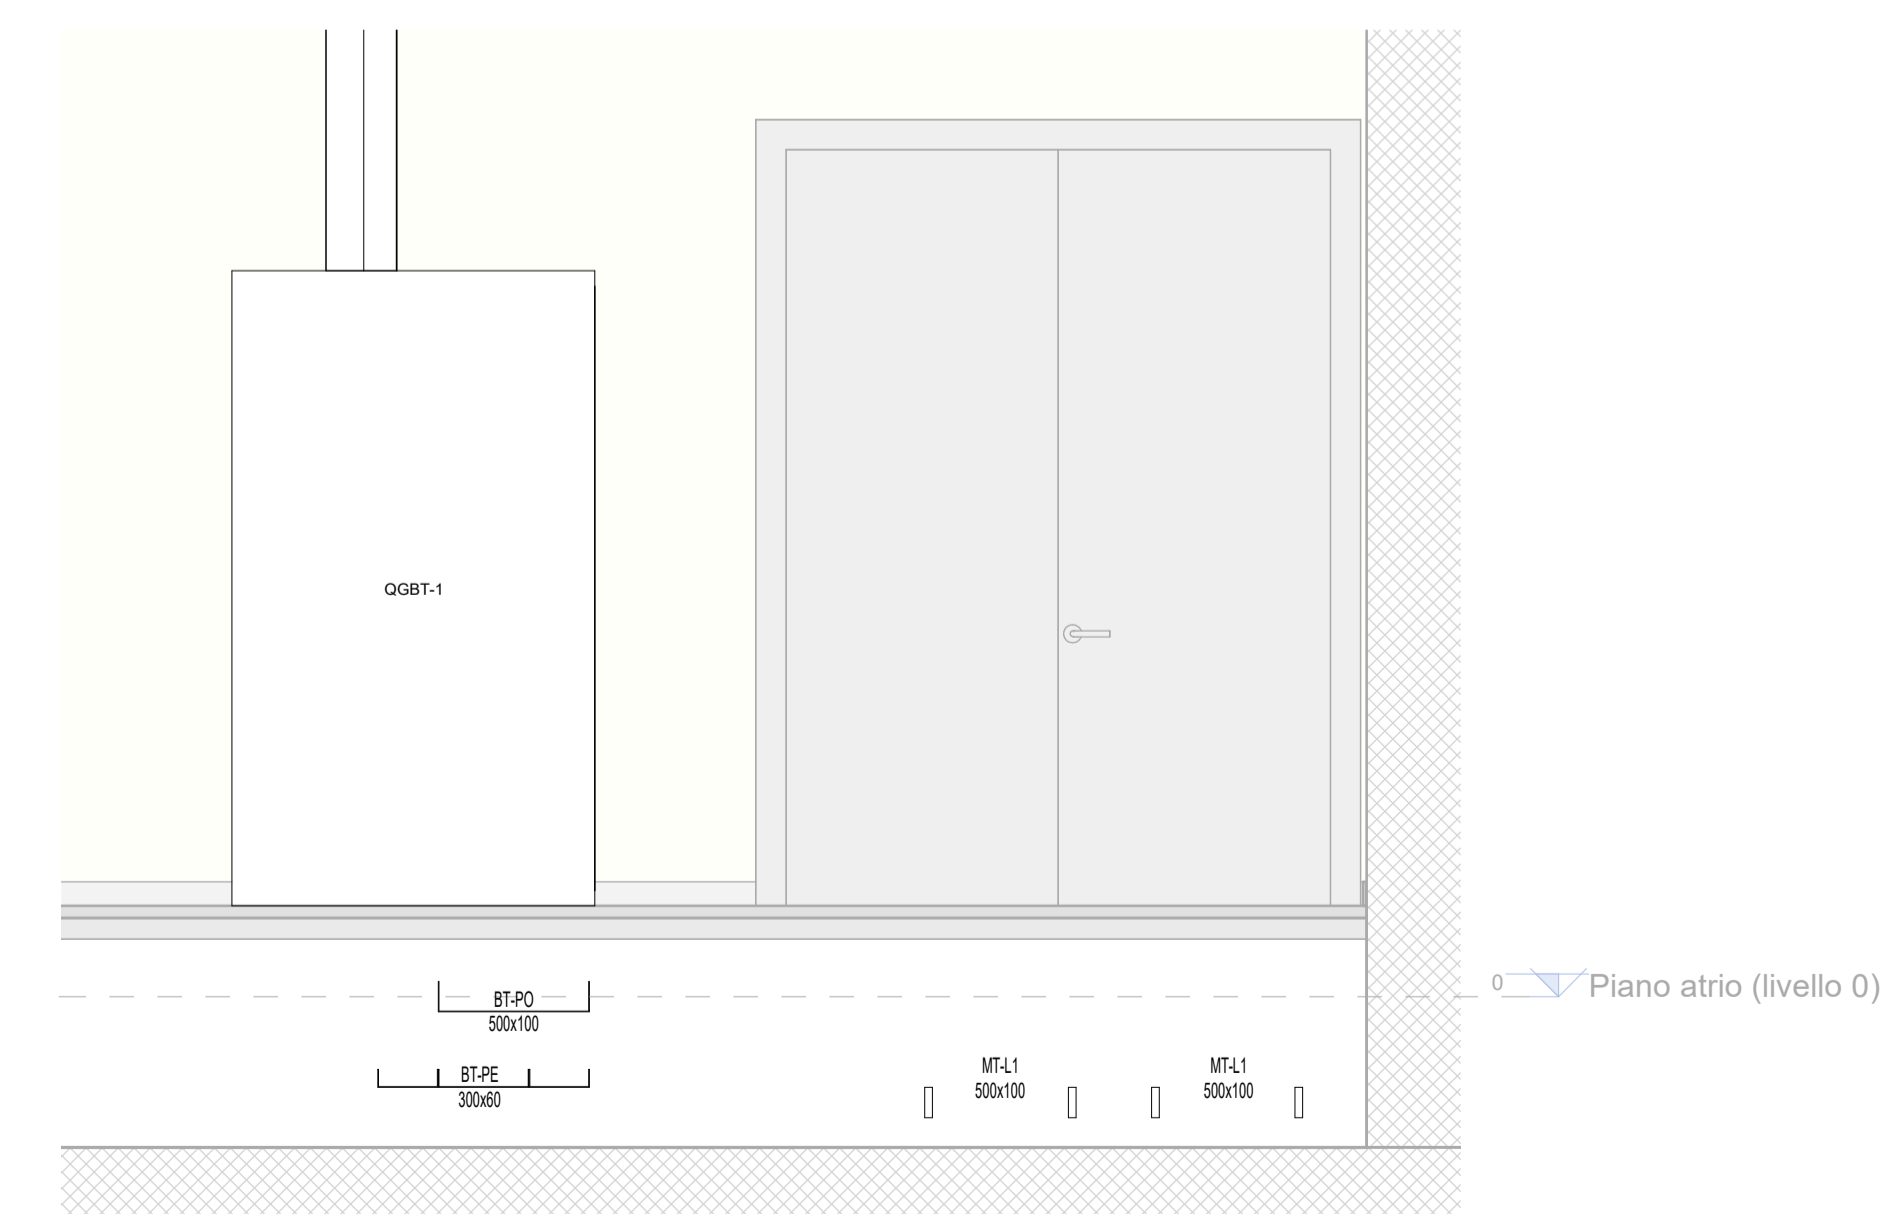 QGBT-1
0
Piano atrio (livello 0)
BT-PO
500x100
BT-PE
300x60
MT-L1
500x100
MT-L1
500x100